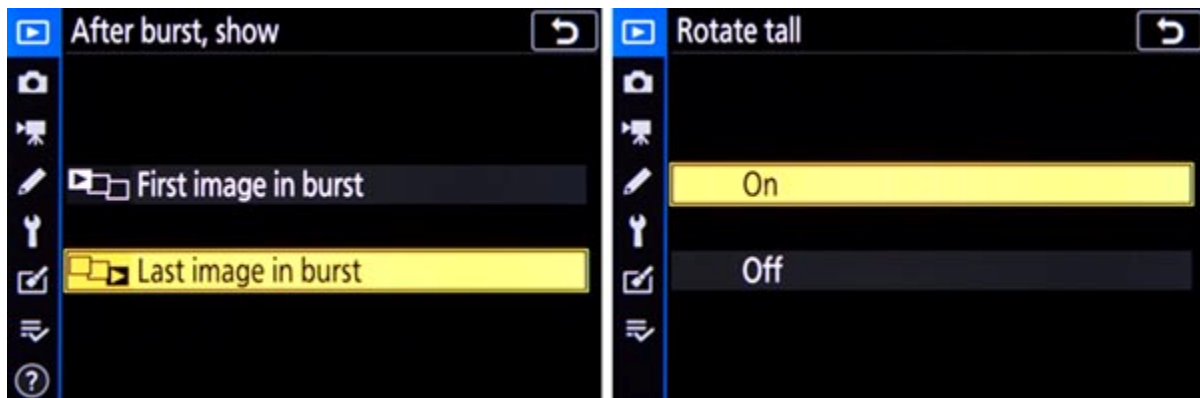 After burst, show
First image in burst
Last image in burst
?
Rotate tall
On
Off